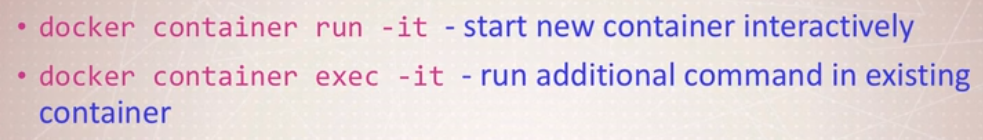 • docker container run -it - start new container interactively
• docker container exec -it - run additional command in existing
container